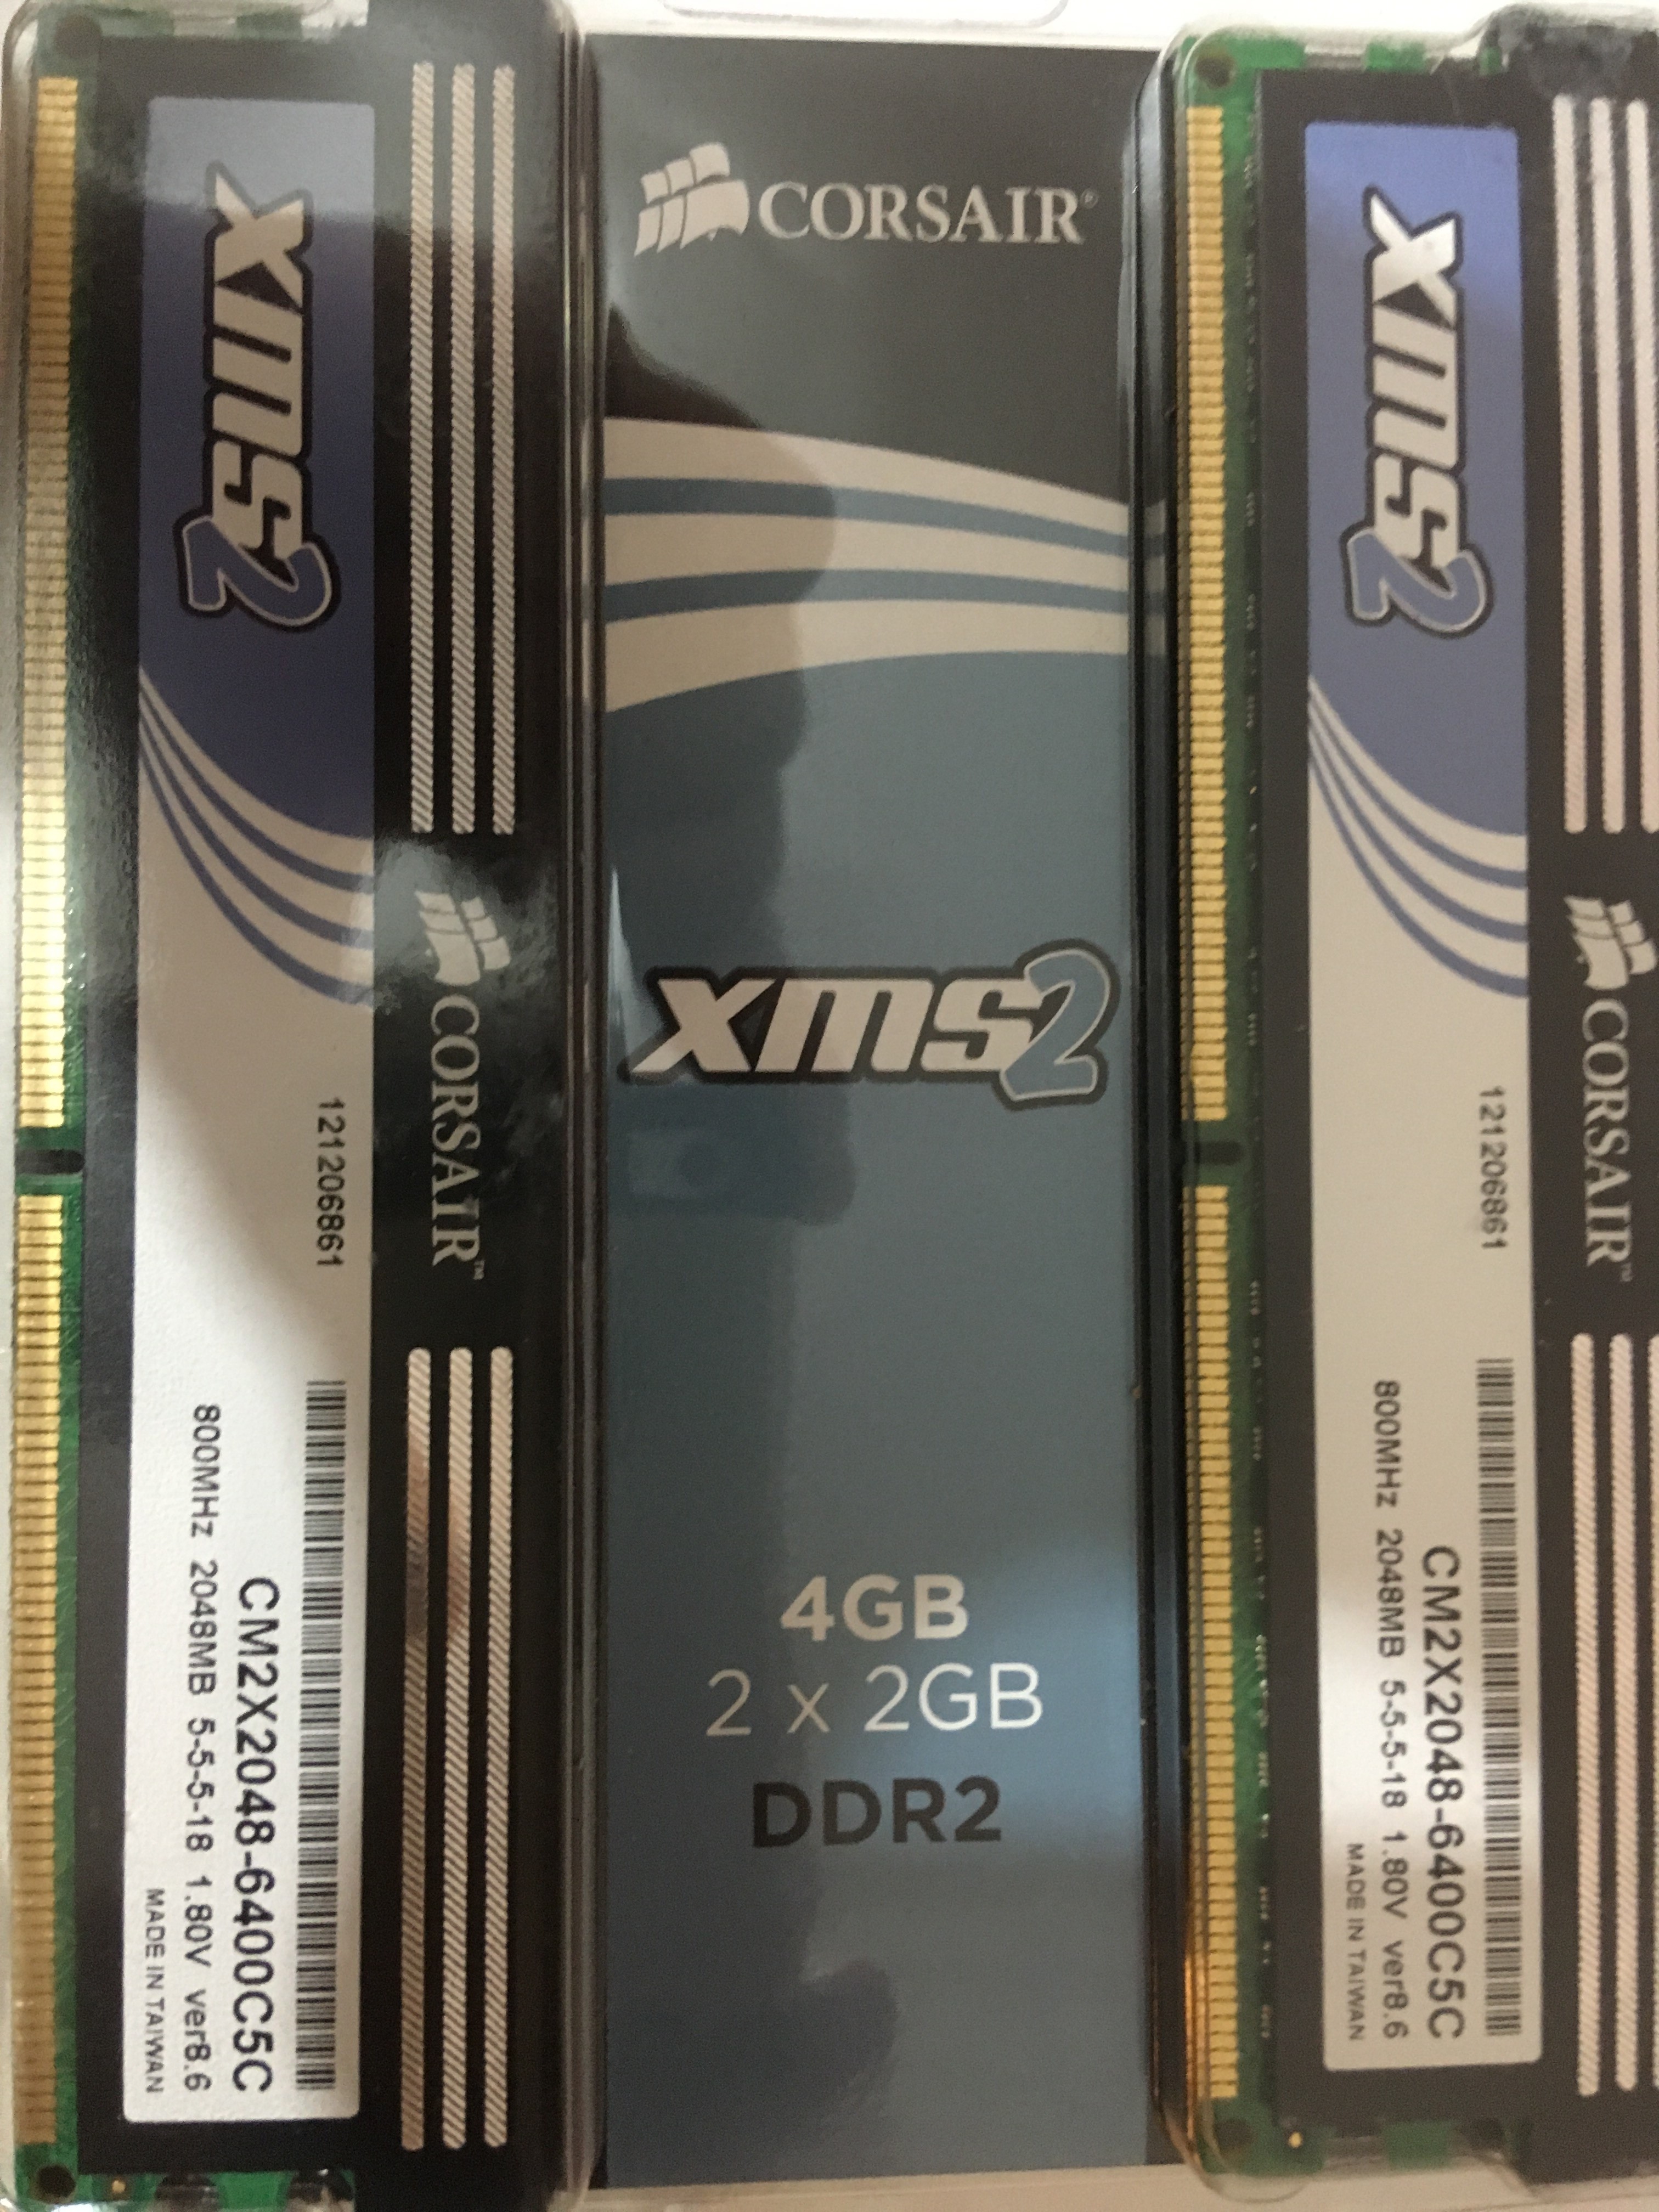 xms2
CORSAIR™
121206861
CM2X2048-6400C5C
800MHz 2048MB 5-5-5-18 1.80V ver8.6
MADE IN TAIWAN
CORSAIR®
xms2
4GB
2 x 2GB
DDR2
xms2
CORSAIR™
121206861
CM2X2048-6400C5C
800MHz 2048MB 5-5-5-18 1.80V ver8.6
MADE IN TAIWAN